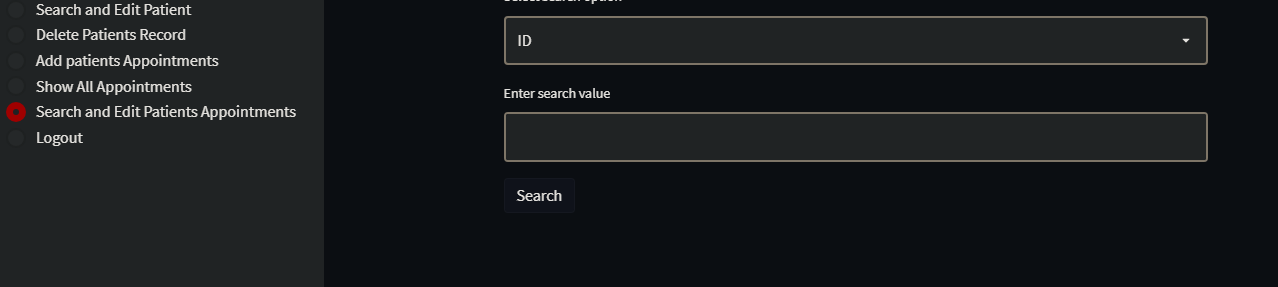 Search and Edit Patient
Delete Patients Record
Add patients Appointments
Show All Appointments
Search and Edit Patients Appointments
Logout
ID
Enter search value
Search